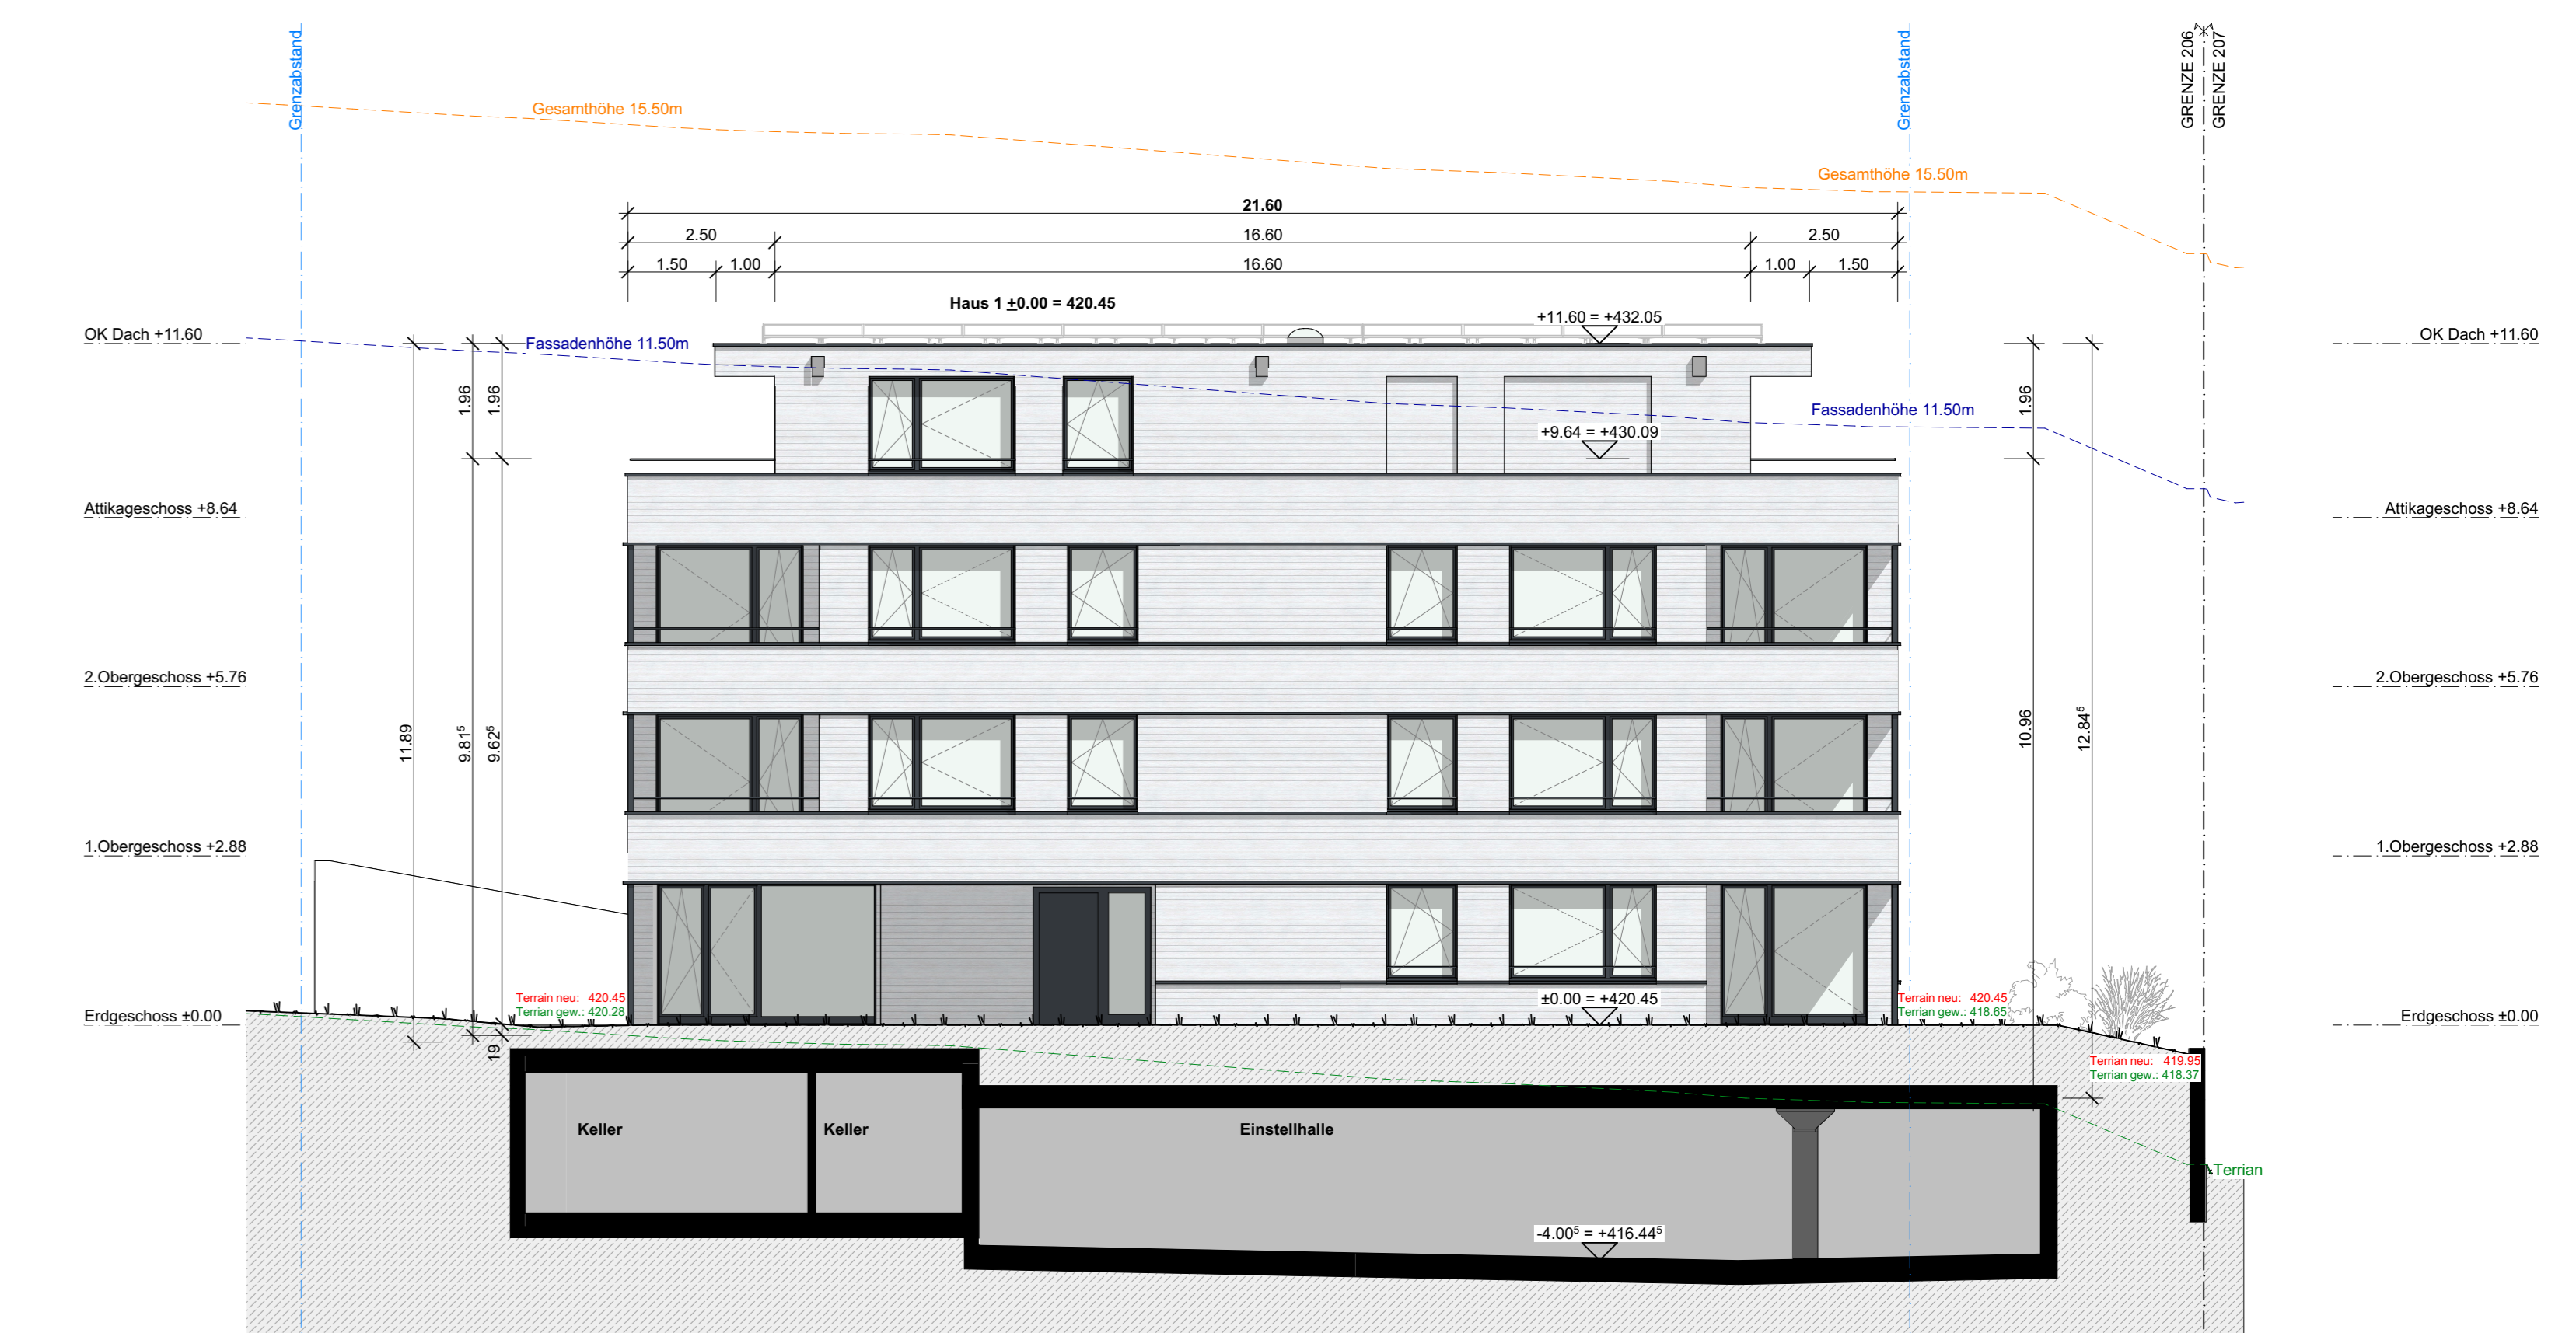 Grenzabstand
Grenzabstand
GRENZE 206
GRENZE 207
Gesamthöhe 15.50m
Gesamthöhe 15.50m
21.60
2.50
16.60
2.50
1.50
1.00
16.60
1.00
1.50
Haus 1 ±0.00 = 420.45
+11.60 = +432.05
OK Dach +11.60
Fassadenhöhe 11.50m
OK Dach +11.60
1.96
1.96
1.96
Fassadenhöhe 11.50m
+9.64 = +430.09
Attikageschoss +8.64
Attikageschoss +8.64
2.Obergeschoss +5.76
2.Obergeschoss +5.76
11.89
9.81⁵
9.62⁵
10.96
12.84⁵
1.Obergeschoss +2.88
1.Obergeschoss +2.88
Terrain neu: 420.45
Terrian gew.: 420.28
±0.00 = +420.45
Terrain neu: 420.45
Terrian gew.: 418.65
Erdgeschoss ±0.00
Erdgeschoss ±0.00
19
Terrian neu: 419.95
Terrian gew.: 418.37
Keller
Keller
Einstellhalle
Terrian
-4.00⁵ = +416.44⁵